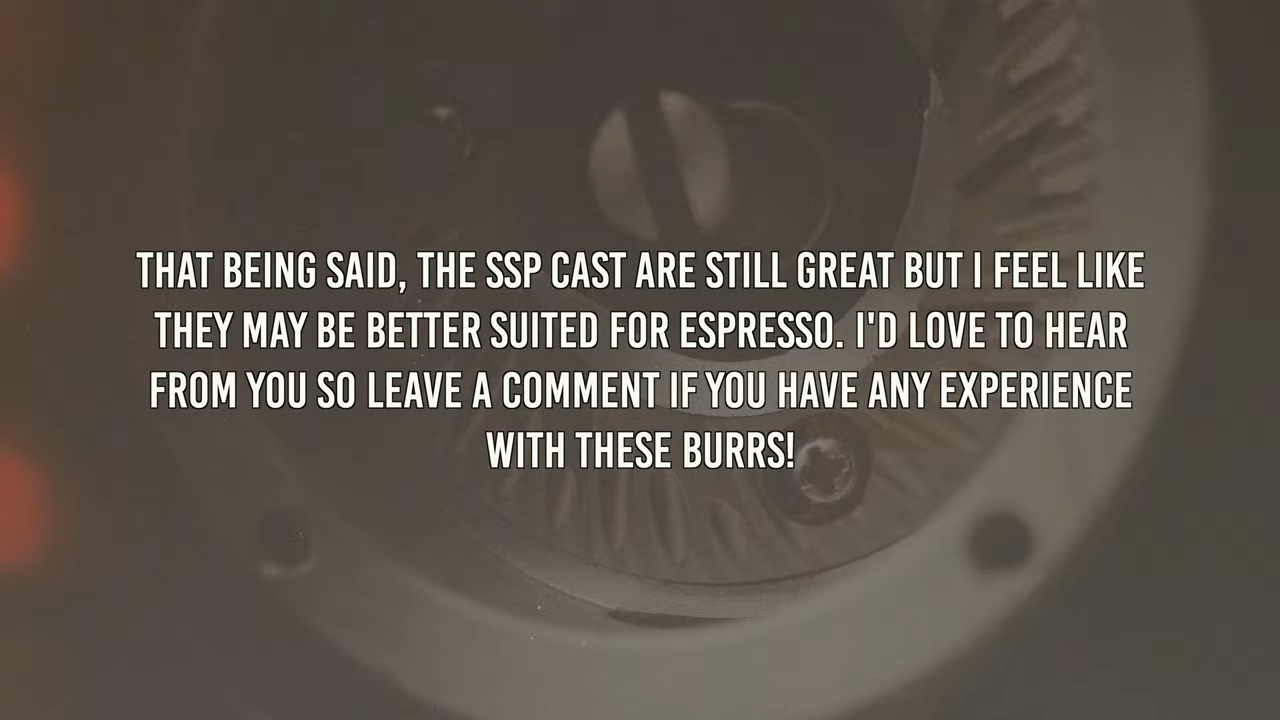 THAT BEING SAID, THE SSP CAST ARE STILL GREAT BUT I FEEL LIKE
THEY MAY BE BETTER SUITED FOR ESPRESSO. I'D LOVE TO HEAR
FROM YOU SO LEAVE A COMMENT IF YOU HAVE ANY EXPERIENCE
WITH THESE BURRS!